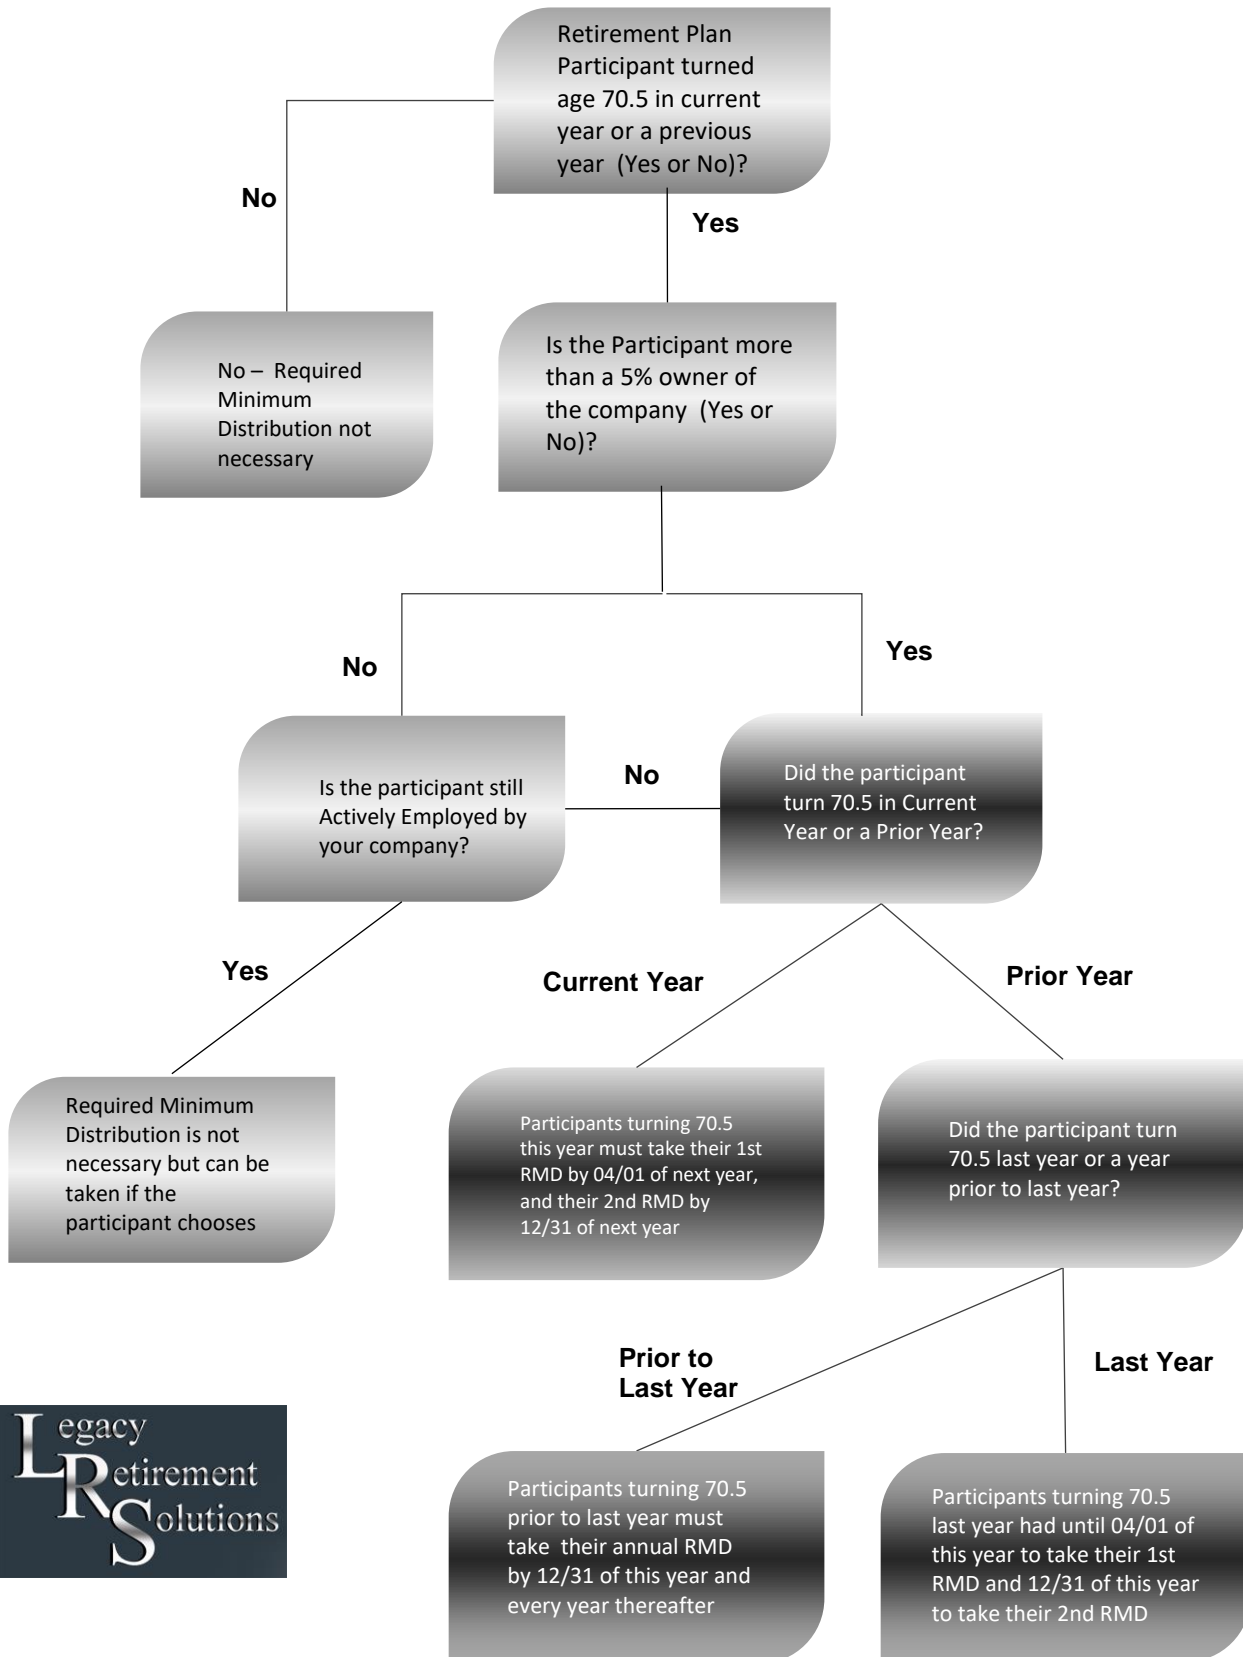 Retirement Plan
Participant turned
age 70.5 in current
year or a previous
year (Yes or No)?
No
Yes
No – Required
Minimum
Distribution not
necessary
Is the Participant more
than a 5% owner of
the company (Yes or
No)?
No
Yes
Is the participant still
Actively Employed by
your company?
No
Did the participant
turn 70.5 in Current
Year or a Prior Year?
Yes
Current Year
Prior Year
Required Minimum
Distribution is not
necessary but can be
taken if the
participant chooses
Participants turning 70.5
this year must take their 1st
RMD by 04/01 of next year,
and their 2nd RMD by
12/31 of next year
Did the participant turn
70.5 last year or a year
prior to last year?
Prior to
Last Year
Last Year
Legacy
Retirement
Solutions
Participants turning 70.5
prior to last year must
take their annual RMD
by 12/31 of this year and
every year thereafter
Participants turning 70.5
last year had until 04/01 of
this year to take their 1st
RMD and 12/31 of this year
to take their 2nd RMD